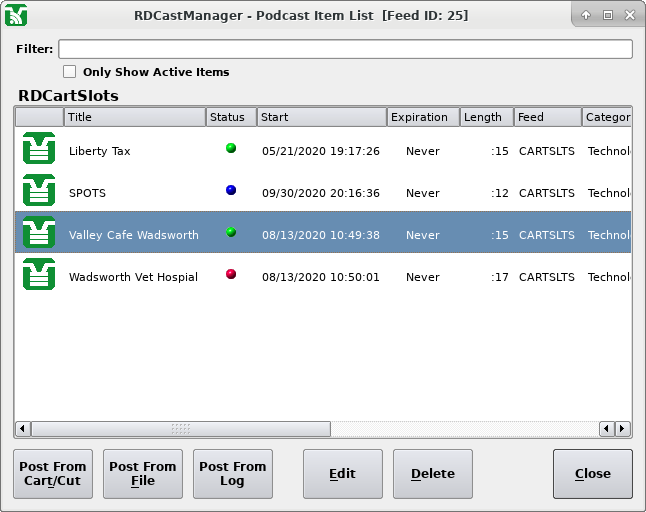 RDCastManager - Podcast Item List [Feed ID: 25]
Filter:
Only Show Active Items
RDCartSlots
Title Status Start Expiration Length Feed Categor
Liberty Tax 05/21/2020 19:17:26 Never :15 CARTSLTS Technol
SPOTS 09/30/2020 20:16:36 Never :12 CARTSLTS Technol
Valley Cafe Wadsworth 08/13/2020 10:49:38 Never :15 CARTSLTS Technol
Wadsworth Vet Hospial 08/13/2020 10:50:01 Never :17 CARTSLTS Technol
Post From Cart/Cut
Post From File
Post From Log
Edit
Delete
Close